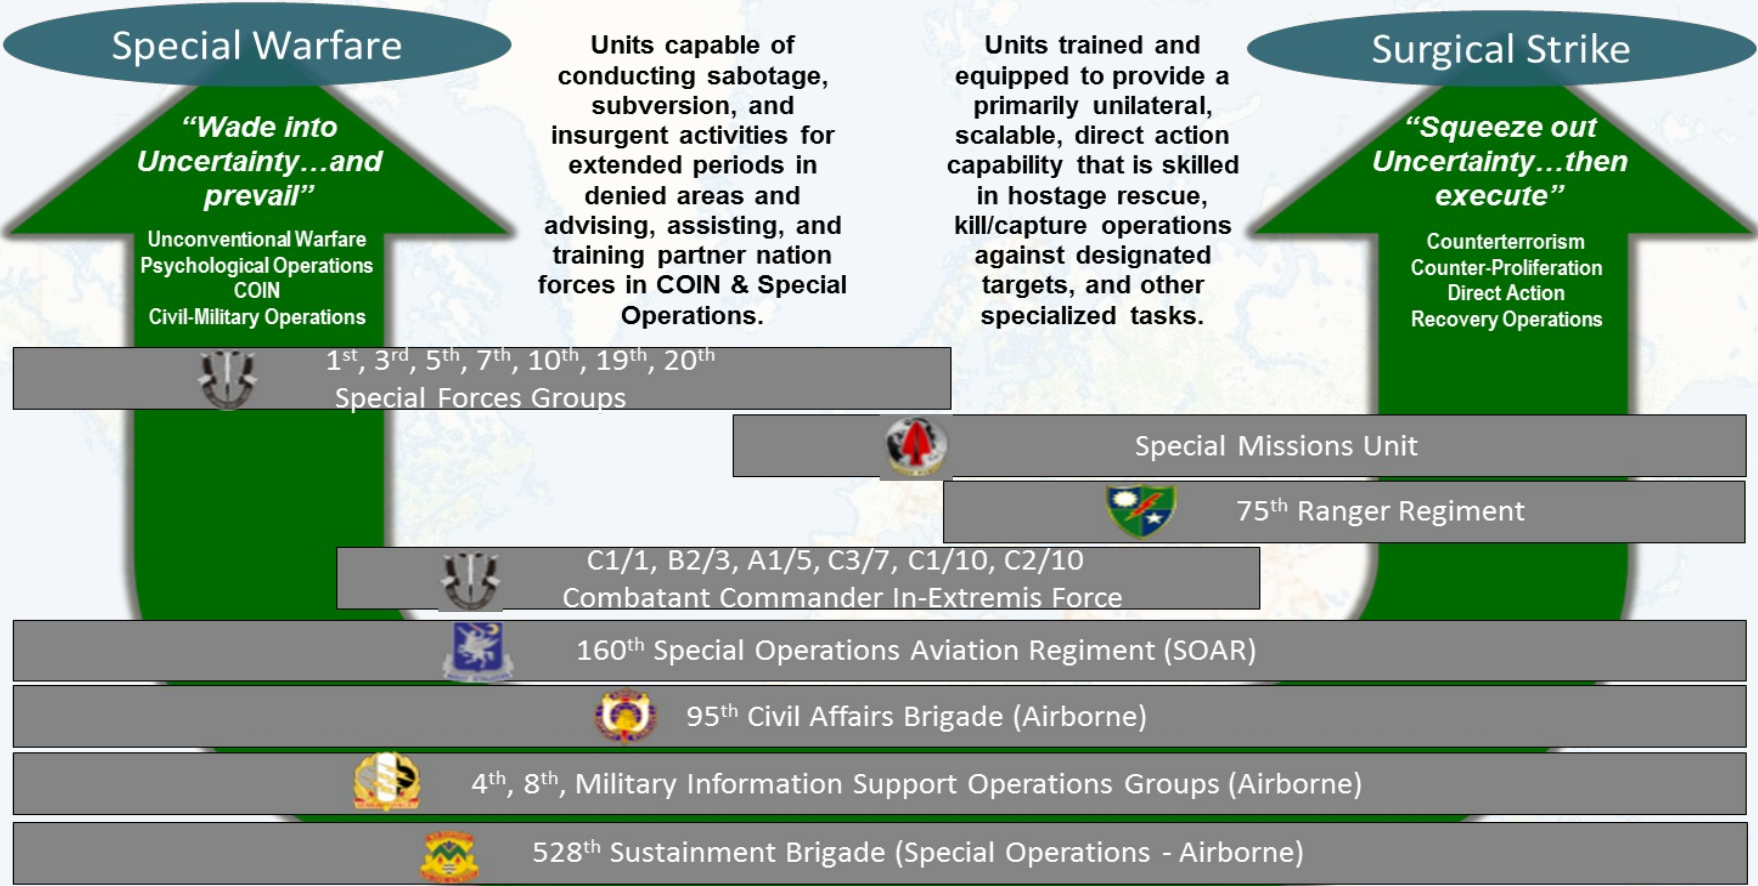 Special Warfare
“Wade into
Uncertainty...and
prevail”
Unconventional Warfare
Psychological Operations
COIN
Civil-Military Operations
Units capable of
conducting sabotage,
subversion, and
insurgent activities for
extended periods in
denied areas and
advising, assisting, and
training partner nation
forces in COIN & Special
Operations.
Units trained and
equipped to provide a
primarily unilateral,
scalable, direct action
capability that is skilled
in hostage rescue,
kill/capture operations
against designated
targets, and other
specialized tasks.
Surgical Strike
“Squeeze out
Uncertainty...then
execute”
Counterterrorism
Counter-Proliferation
Direct Action
Recovery Operations
1st, 3rd, 5th, 7th, 10th, 19th, 20th
Special Forces Groups
Special Missions Unit
75th Ranger Regiment
C1/1, B2/3, A1/5, C3/7, C1/10, C2/10
Combatant Commander In-Extremis Force
160th Special Operations Aviation Regiment (SOAR)
95th Civil Affairs Brigade (Airborne)
4th, 8th, Military Information Support Operations Groups (Airborne)
528th Sustainment Brigade (Special Operations - Airborne)